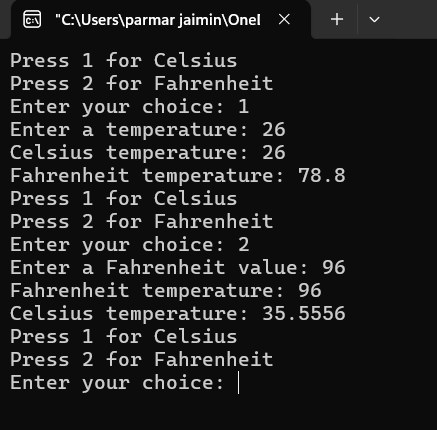 "C:\Users\parmar jaimin\Onel
Press 1 for Celsius
Press 2 for Fahrenheit
Enter your choice: 1
Enter a temperature: 26
Celsius temperature: 26
Fahrenheit temperature: 78.8
Press 1 for Celsius
Press 2 for Fahrenheit
Enter your choice: 2
Enter a Fahrenheit value: 96
Fahrenheit temperature: 96
Celsius temperature: 35.5556
Press 1 for Celsius
Press 2 for Fahrenheit
Enter your choice: